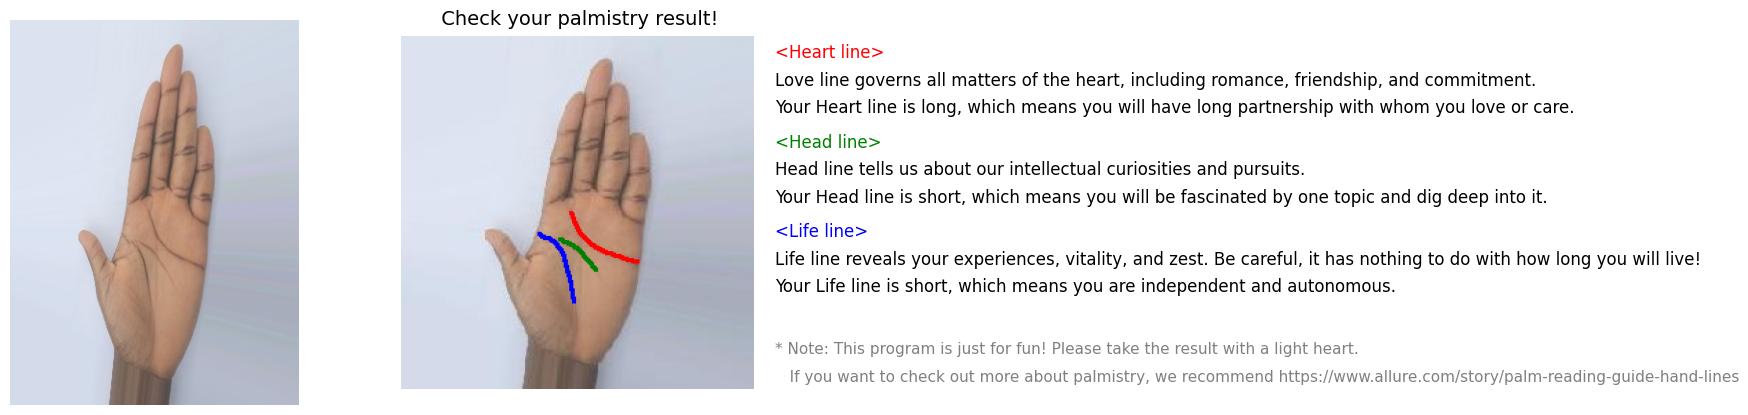 Check your palmistry result!
<Heart line>
Love line governs all matters of the heart, including romance, friendship, and commitment.
Your Heart line is long, which means you will have long partnership with whom you love or care.
<Head line>
Head line tells us about our intellectual curiosities and pursuits.
Your Head line is short, which means you will be fascinated by one topic and dig deep into it.
<Life line>
Life line reveals your experiences, vitality, and zest. Be careful, it has nothing to do with how long you will live!
Your Life line is short, which means you are independent and autonomous.
* Note: This program is just for fun! Please take the result with a light heart.
If you want to check out more about palmistry, we recommend https://www.allure.com/story/palm-reading-guide-hand-lines